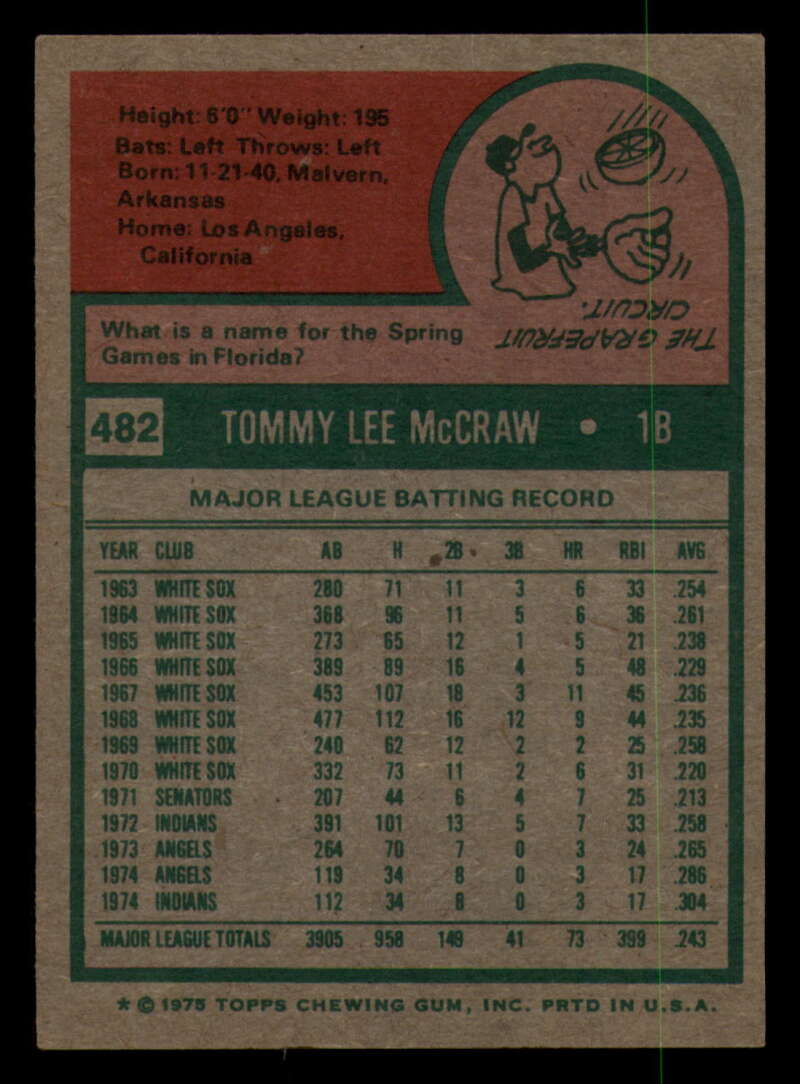 Height: 6'0" Weight: 195
Bats: Left Throws: Left
Born: 11-21-40, Malvern,
Arkansas
Home: Los Angeles,
California
What is a name for the Spring
Games in Florida?
THE GRAPEFRUIT
CIRCUIT.
482 TOMMY LEE McCRAW • 1B
MAJOR LEAGUE BATTING RECORD
YEAR CLUB AB H 2B 3B HR RBI AVG
1963 WHITE SOX 280 71 11 3 6 33 .254
1964 WHITE SOX 368 96 11 5 6 36 .261
1965 WHITE SOX 273 65 12 1 5 21 .238
1966 WHITE SOX 389 89 16 4 5 48 .229
1967 WHITE SOX 453 107 18 3 11 45 .236
1968 WHITE SOX 477 112 16 12 9 44 .235
1969 WHITE SOX 240 62 12 2 2 25 .258
1970 WHITE SOX 332 73 11 2 6 31 .220
1971 SENATORS 207 44 6 4 7 25 .213
1972 INDIANS 391 101 13 5 7 33 .258
1973 ANGELS 264 70 7 0 3 24 .265
1974 ANGELS 119 34 8 0 3 17 .286
1974 INDIANS 112 34 8 0 3 17 .304
MAJOR LEAGUE TOTALS 3905 958 149 41 73 399 .243
* © 1975 TOPPS CHEWING GUM, INC. PRTD IN U.S.A.